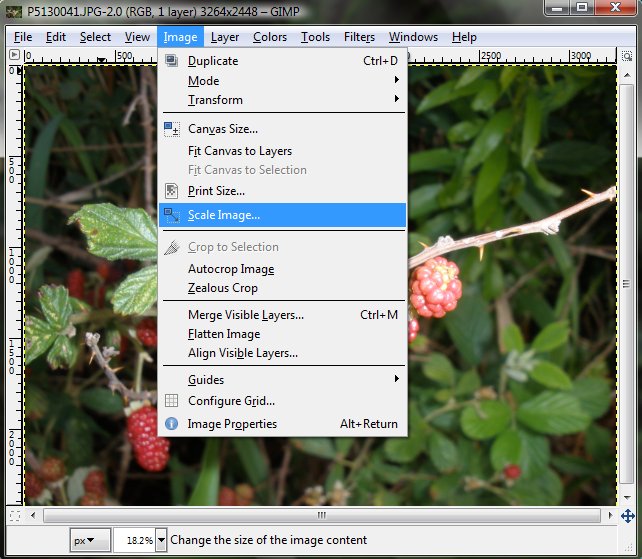 P5130041.JPG-2.0 (RGB, 1 layer) 3264x2448 – GIMP
File Edit Select View Image Layer Colors Tools Filters Windows Help
0 500 2500 3000
Duplicate Ctrl+D
Mode
Transform
Canvas Size...
Fit Canvas to Layers
Fit Canvas to Selection
Print Size...
Scale Image...
Crop to Selection
Autocrop Image
Zealous Crop
Merge Visible Layers... Ctrl+M
Flatten Image
Align Visible Layers...
Guides
Configure Grid...
Image Properties Alt+Return
0
500
1000
1500
2000
px 18.2% Change the size of the image content